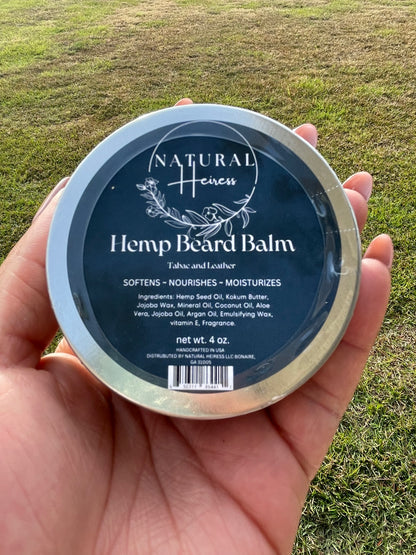 NATURAL
Heiress
Hemp Beard Balm
Tabac and Leather
SOFTENS ~ NOURISHES ~ MOISTURIZES
Ingredients: Hemp Seed Oil, Kokum Butter,
Jojoba Wax, Mineral Oil, Coconut Oil, Aloe
Vera, Jojoba Oil, Argan Oil, Emulsifying Wax,
vitamin E, Fragrance.
net wt. 4 oz.
HANDCRAFTED IN USA
DISTRUBUTED BY NATURAL HEIRESS LLC BONAIRE,
GA 31005